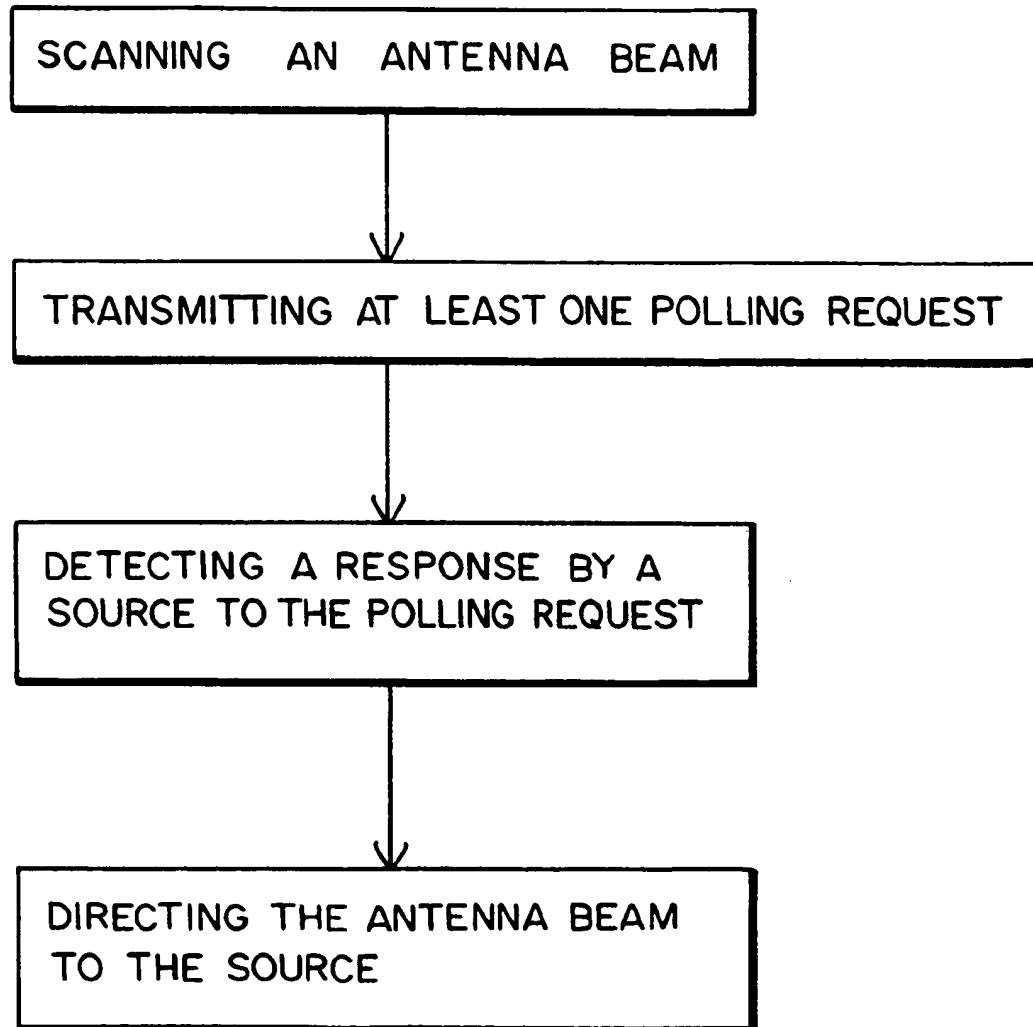 SCANNING AN ANTENNA BEAM
TRANSMITTING AT LEAST ONE POLLING REQUEST
DETECTING A RESPONSE BY A
SOURCE TO THE POLLING REQUEST
DIRECTING THE ANTENNA BEAM
TO THE SOURCE